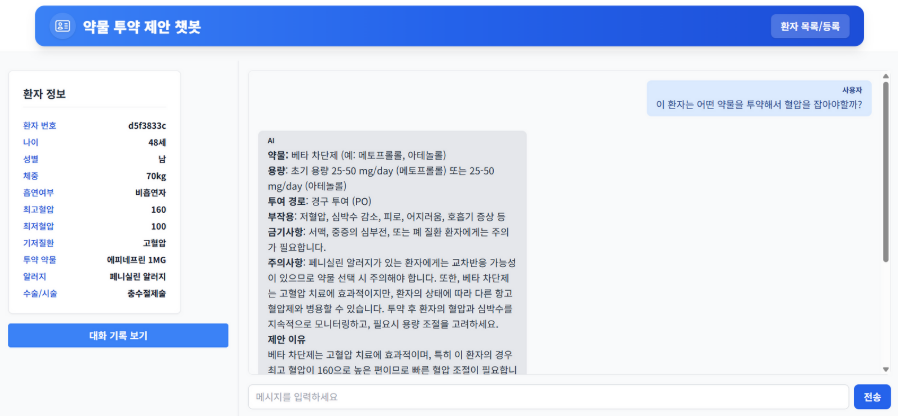 약물 투약 제안 챗봇
환자 목록/등록
환자 정보
환자 번호 d5f3833c
나이 48세
성별 남
체중 70kg
흡연여부 비흡연자
최고혈압 160
최저혈압 100
기저질환 고혈압
투약 약물 에피네프린 1MG
알러지 페니실린 알러지
수술/시술 충수절제술
대화 기록 보기
사용자
이 환자는 어떤 약물을 투약해서 혈압을 잡아야할까?
AI
약물: 베타 차단제 (예: 메토프롤롤, 아테놀롤)
용량: 초기 용량 25-50 mg/day (메토프롤롤) 또는 25-50
mg/day (아테놀롤)
투여 경로: 경구 투여 (PO)
부작용: 저혈압, 심박수 감소, 피로, 어지러움, 호흡기 증상 등
금기사항: 서맥, 중증의 심부전, 또는 폐 질환 환자에게는 주의
가 필요합니다.
주의사항: 페니실린 알러지가 있는 환자에게는 교차반응 가능성
이 있으므로 약물 선택 시 주의해야 합니다. 또한, 베타 차단제
는 고혈압 치료에 효과적이지만, 환자의 상태에 따라 다른 항고
혈압제와 병용할 수 있습니다. 투약 후 환자의 혈압과 심박수를
지속적으로 모니터링하고, 필요시 용량 조절을 고려하세요.
제안 이유
베타 차단제는 고혈압 치료에 효과적이며, 특히 이 환자의 경우
최고 혈압이 160으로 높은 편이므로 빠른 혈압 조절이 필요합니
메시지를 입력하세요
전송